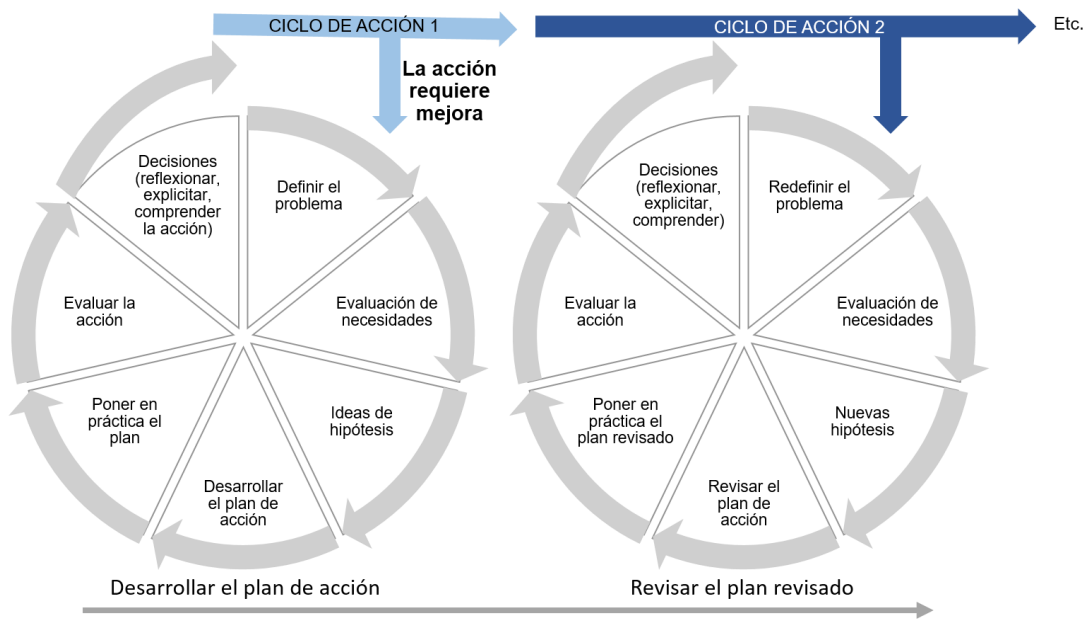 CICLO DE ACCIÓN 1
CICLO DE ACCIÓN 2
Etc.
La acción
requiere
mejora
Decisiones
(reflexionar,
explicitar,
comprender
la acción)
Definir el
problema
Evaluación de
necesidades
Ideas de
hipótesis
Desarrollar
el plan de
acción
Poner en
práctica el
plan
Evaluar la
acción
Desarrollar el plan de acción
Decisiones
(reflexionar,
explicitar,
comprender)
Redefinir el
problema
Evaluación de
necesidades
Nuevas
hipótesis
Revisar el
plan de
acción
Poner en
práctica el
plan revisado
Evaluar la
acción
Revisar el plan revisado